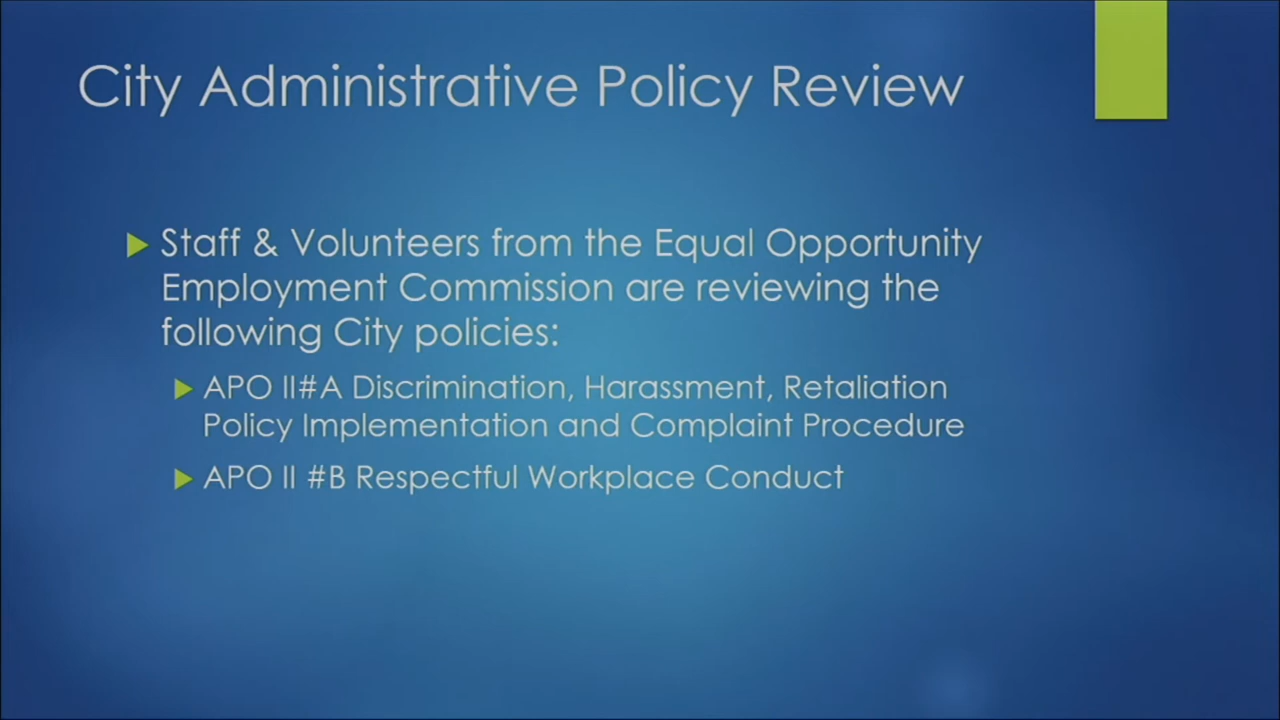 City Administrative Policy Review
Staff & Volunteers from the Equal Opportunity
Employment Commission are reviewing the
following City policies:
APO II#A Discrimination, Harassment, Retaliation
Policy Implementation and Complaint Procedure
APO II #B Respectful Workplace Conduct